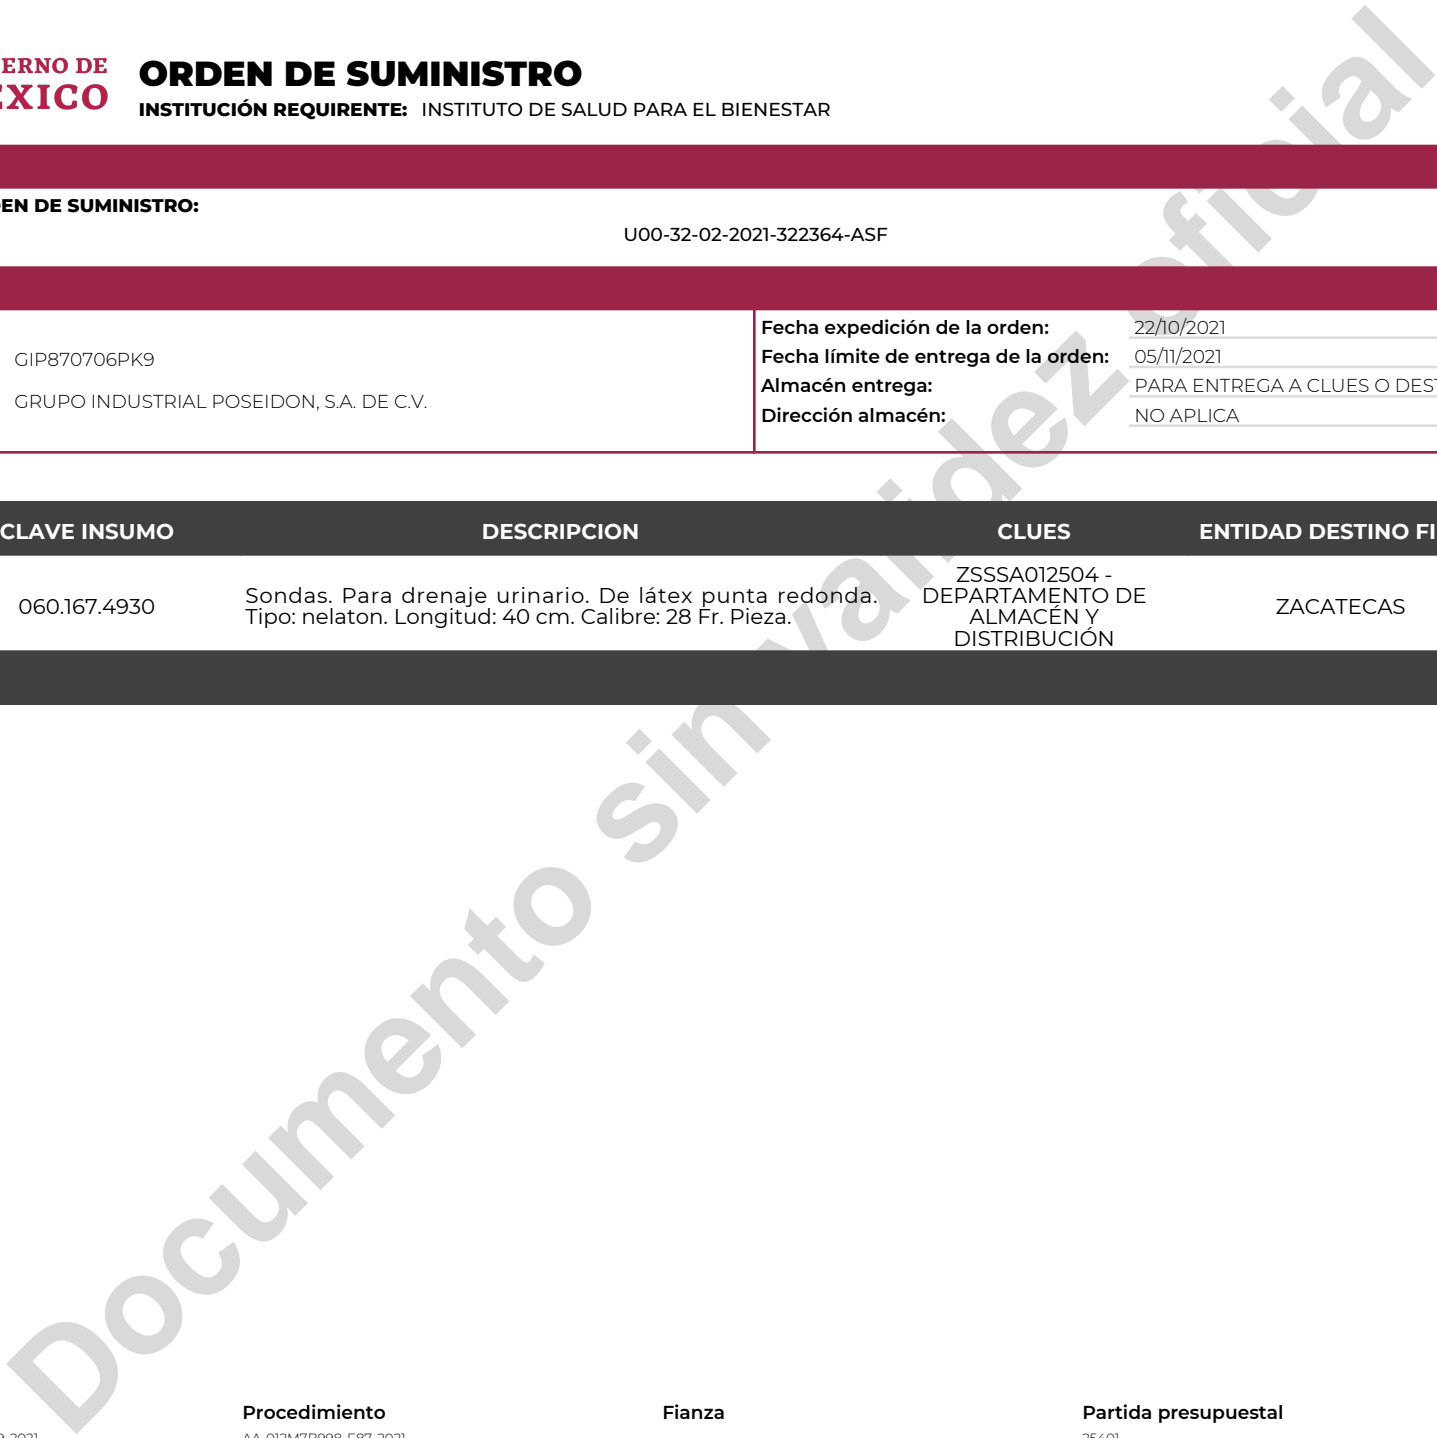 ERNO DE
EXICO
ORDEN DE SUMINISTRO
INSTITUCIÓN REQUIRENTE: INSTITUTO DE SALUD PARA EL BIENESTAR
EN DE SUMINISTRO:
U00-32-02-2021-322364-ASF
GIP870706PK9
GRUPO INDUSTRIAL POSEIDON, S.A. DE C.V.
Fecha expedición de la orden: 22/10/2021
Fecha límite de entrega de la orden: 05/11/2021
Almacén entrega: PARA ENTREGA A CLUES O DEST
Dirección almacén: NO APLICA
CLAVE INSUMO DESCRIPCION CLUES ENTIDAD DESTINO FI
060.167.4930
Sondas. Para drenaje urinario. De látex punta redonda.
Tipo: nelaton. Longitud: 40 cm. Calibre: 28 Fr. Pieza.
ZSSSA012504 -
DEPARTAMENTO DE
ALMACÉN Y
DISTRIBUCIÓN
ZACATECAS
Documento sin validez oficial
Procedimiento Fianza Partida presupuestal